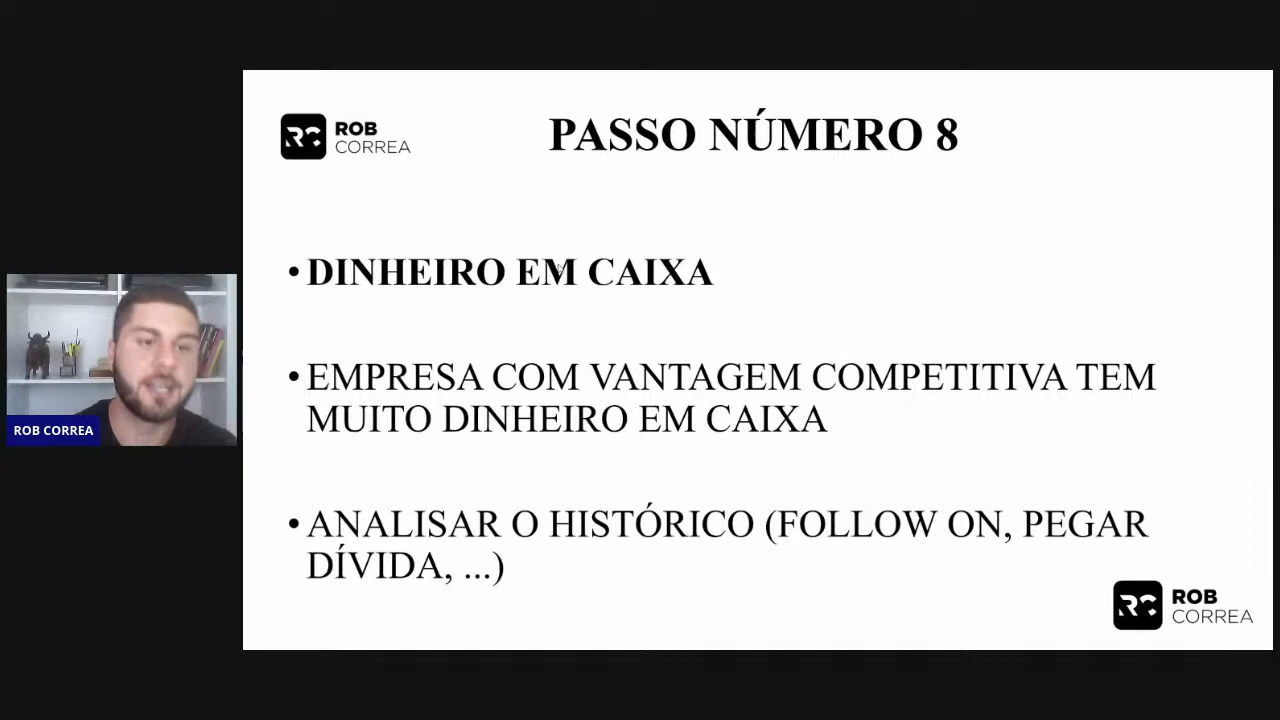 ROB
CORREA
PASSO NÚMERO 8
• DINHEIRO EM CAIXA
• EMPRESA COM VANTAGEM COMPETITIVA TEM
MUITO DINHEIRO EM CAIXA
• ANALISAR O HISTÓRICO (FOLLOW ON, PEGAR
DÍVIDA, ...)
ROB CORREA
ROB
CORREA